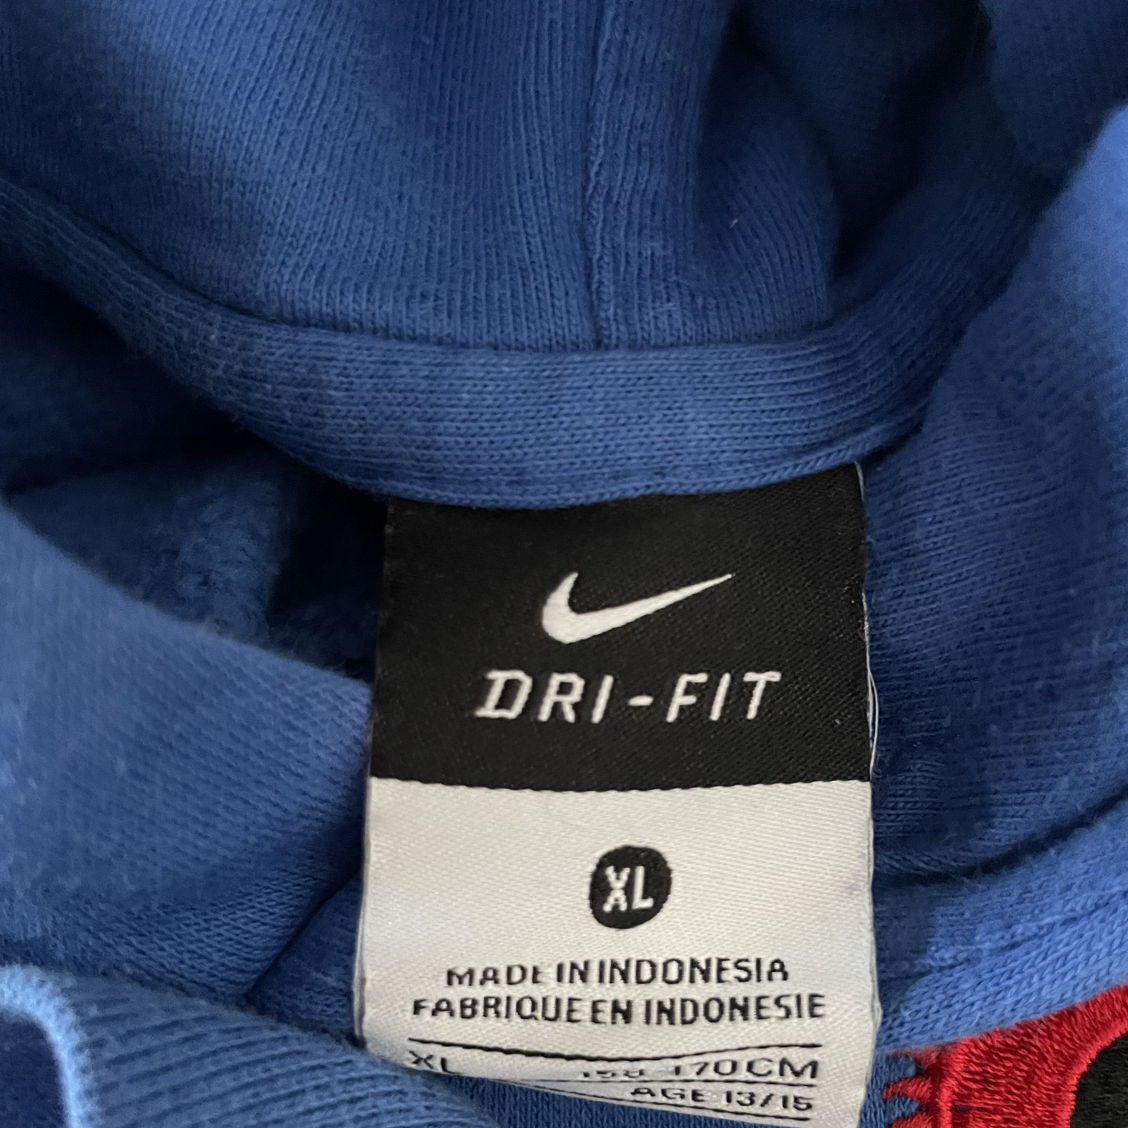 DRI-FIT
XL
MADE IN INDONESIA
FABRIQUE EN INDONESIE
XL 170CM
AGE 13/15